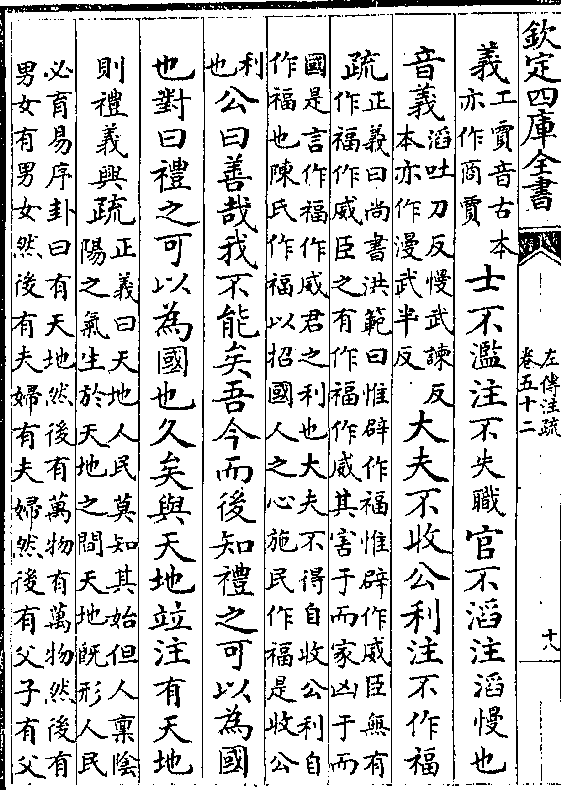 欽定四庫全書
左傳注疏
卷五十二
十八
義工賈音古本
亦作商賈
士不濫注不失職官不滔注滔慢也
音義滔吐刀反慢武諫反
本亦作漫武半反
大夫不收公利注不作福
疏正義曰尚書洪範曰惟辟作福惟辟作威臣無有
作福作威臣之有作福作威其害于而家凶于而
國是言作福作威君之利也大夫不得自收公利自
作福也陳氏作福以招國人之心施民作福是收公
利
也
公曰善哉我不能矣吾今而後知禮之可以為國
也對曰禮之可以為國也久矣與天地竝注有天地
則禮義興疏正義曰天地人民莫知其始但人稟陰
陽之氣生於天地之間天地既形人民
必育易序卦曰有天地然後有萬物有萬物然後有
男女有男女然後有夫婦有夫婦然後有父子有父